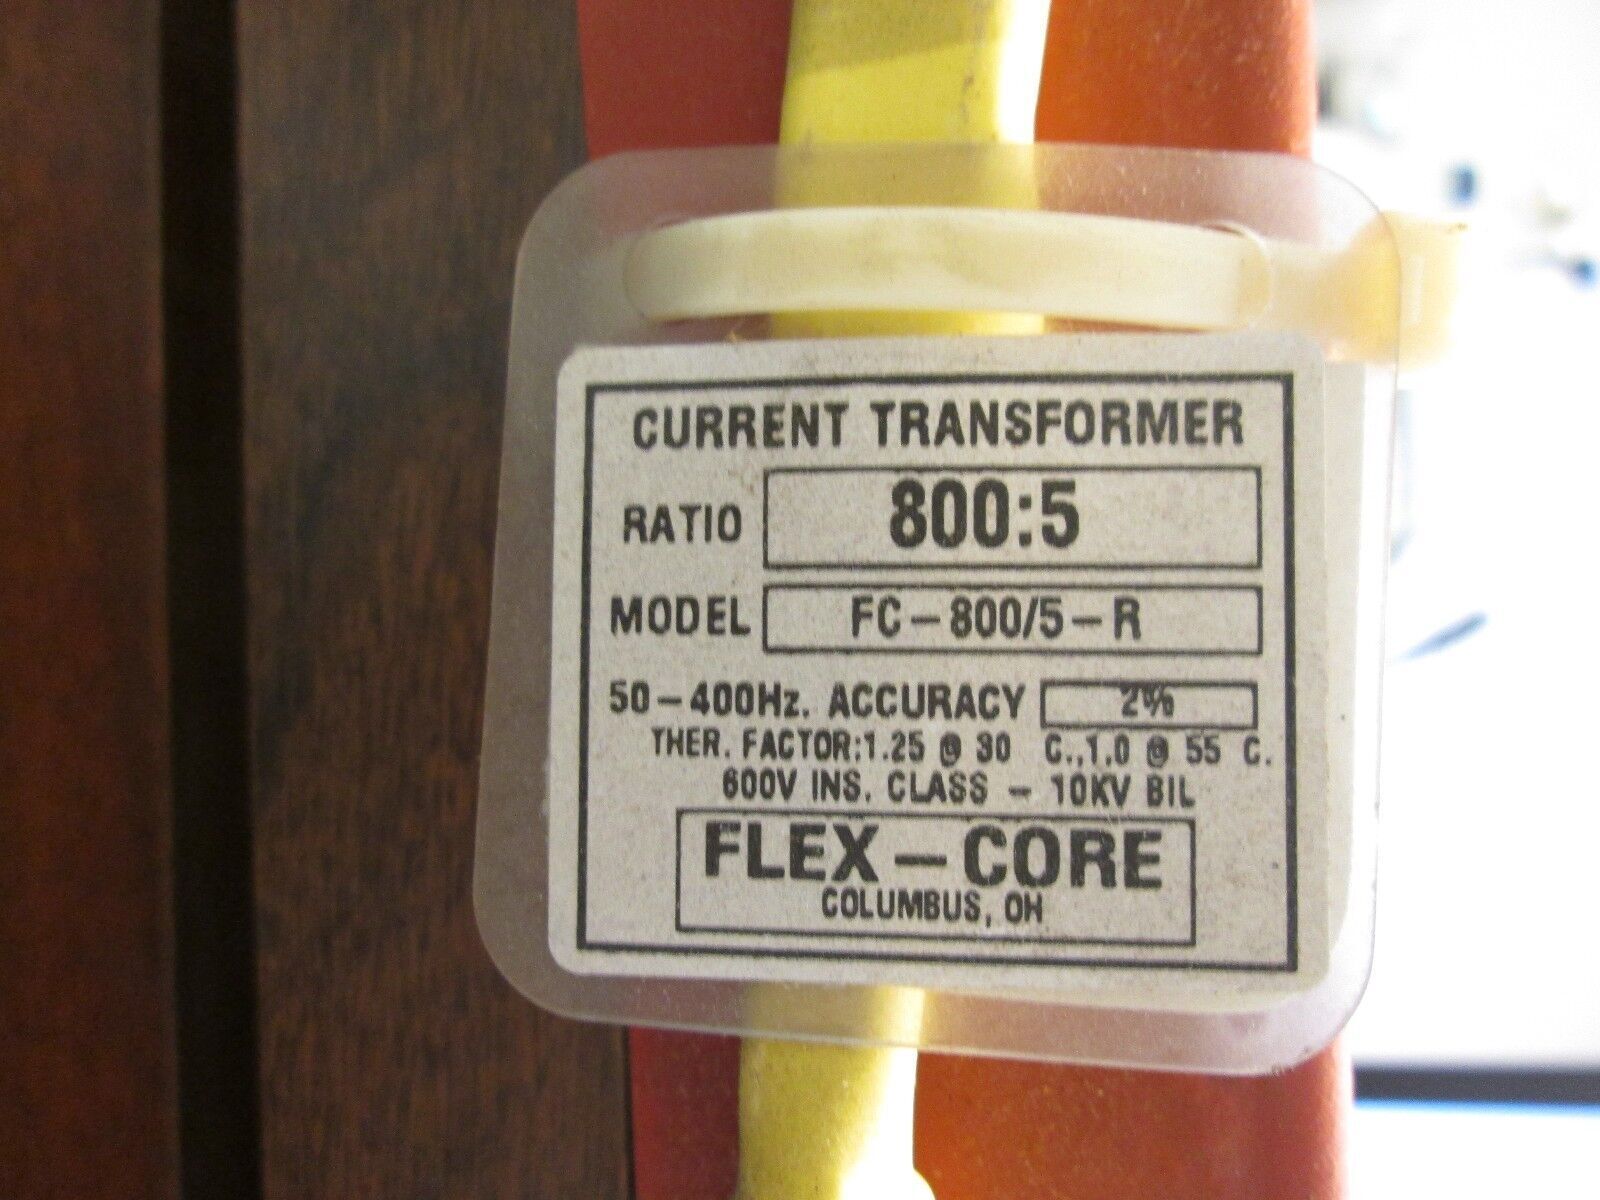 CURRENT TRANSFORMER
RATIO 800:5
MODEL FC-800/5-R
50-400Hz. ACCURACY 2%
THER. FACTOR:1.25 @ 30 C.,1.0 @ 55 C.
600V INS. CLASS - 10KV BIL
FLEX-CORE
COLUMBUS, OH